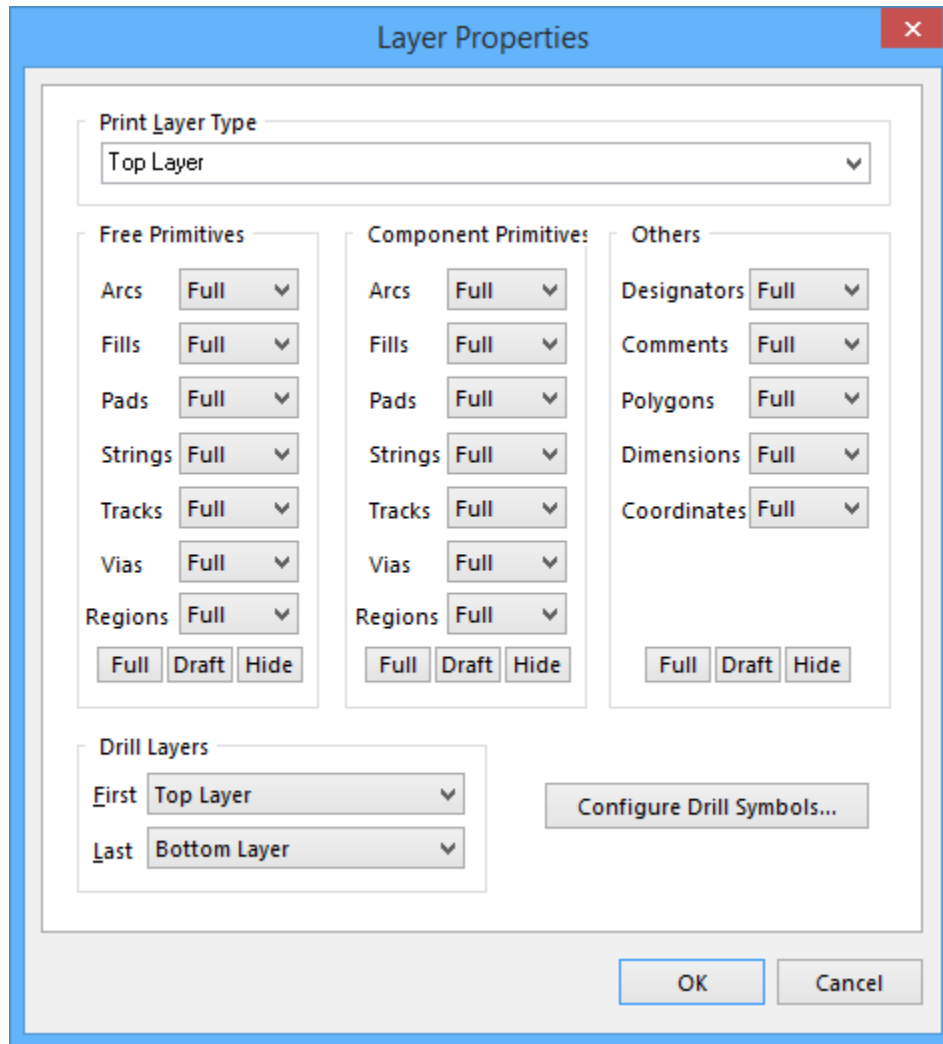 Layer Properties
Print Layer Type
Top Layer
Free Primitives
Arcs Full
Fills Full
Pads Full
Strings Full
Tracks Full
Vias Full
Regions Full
Full Draft Hide
Component Primitives
Arcs Full
Fills Full
Pads Full
Strings Full
Tracks Full
Vias Full
Regions Full
Full Draft Hide
Others
Designators Full
Comments Full
Polygons Full
Dimensions Full
Coordinates Full
Full Draft Hide
Drill Layers
First Top Layer
Last Bottom Layer
Configure Drill Symbols...
OK
Cancel